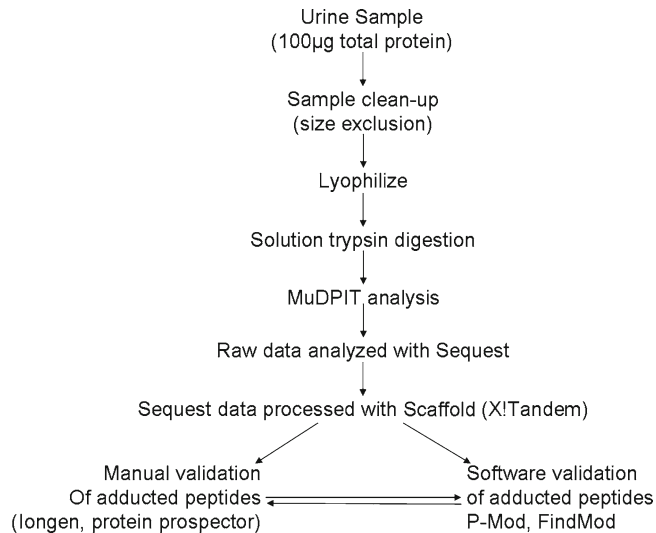 Urine Sample
(100µg total protein)
Sample clean-up
(size exclusion)
Lyophilize
Solution trypsin digestion
MuDPIT analysis
Raw data analyzed with Sequest
Sequest data processed with Scaffold (X!Tandem)
Manual validation
Of adducted peptides
(Iongen, protein prospector)
Software validation
of adducted peptides
P-Mod, FindMod